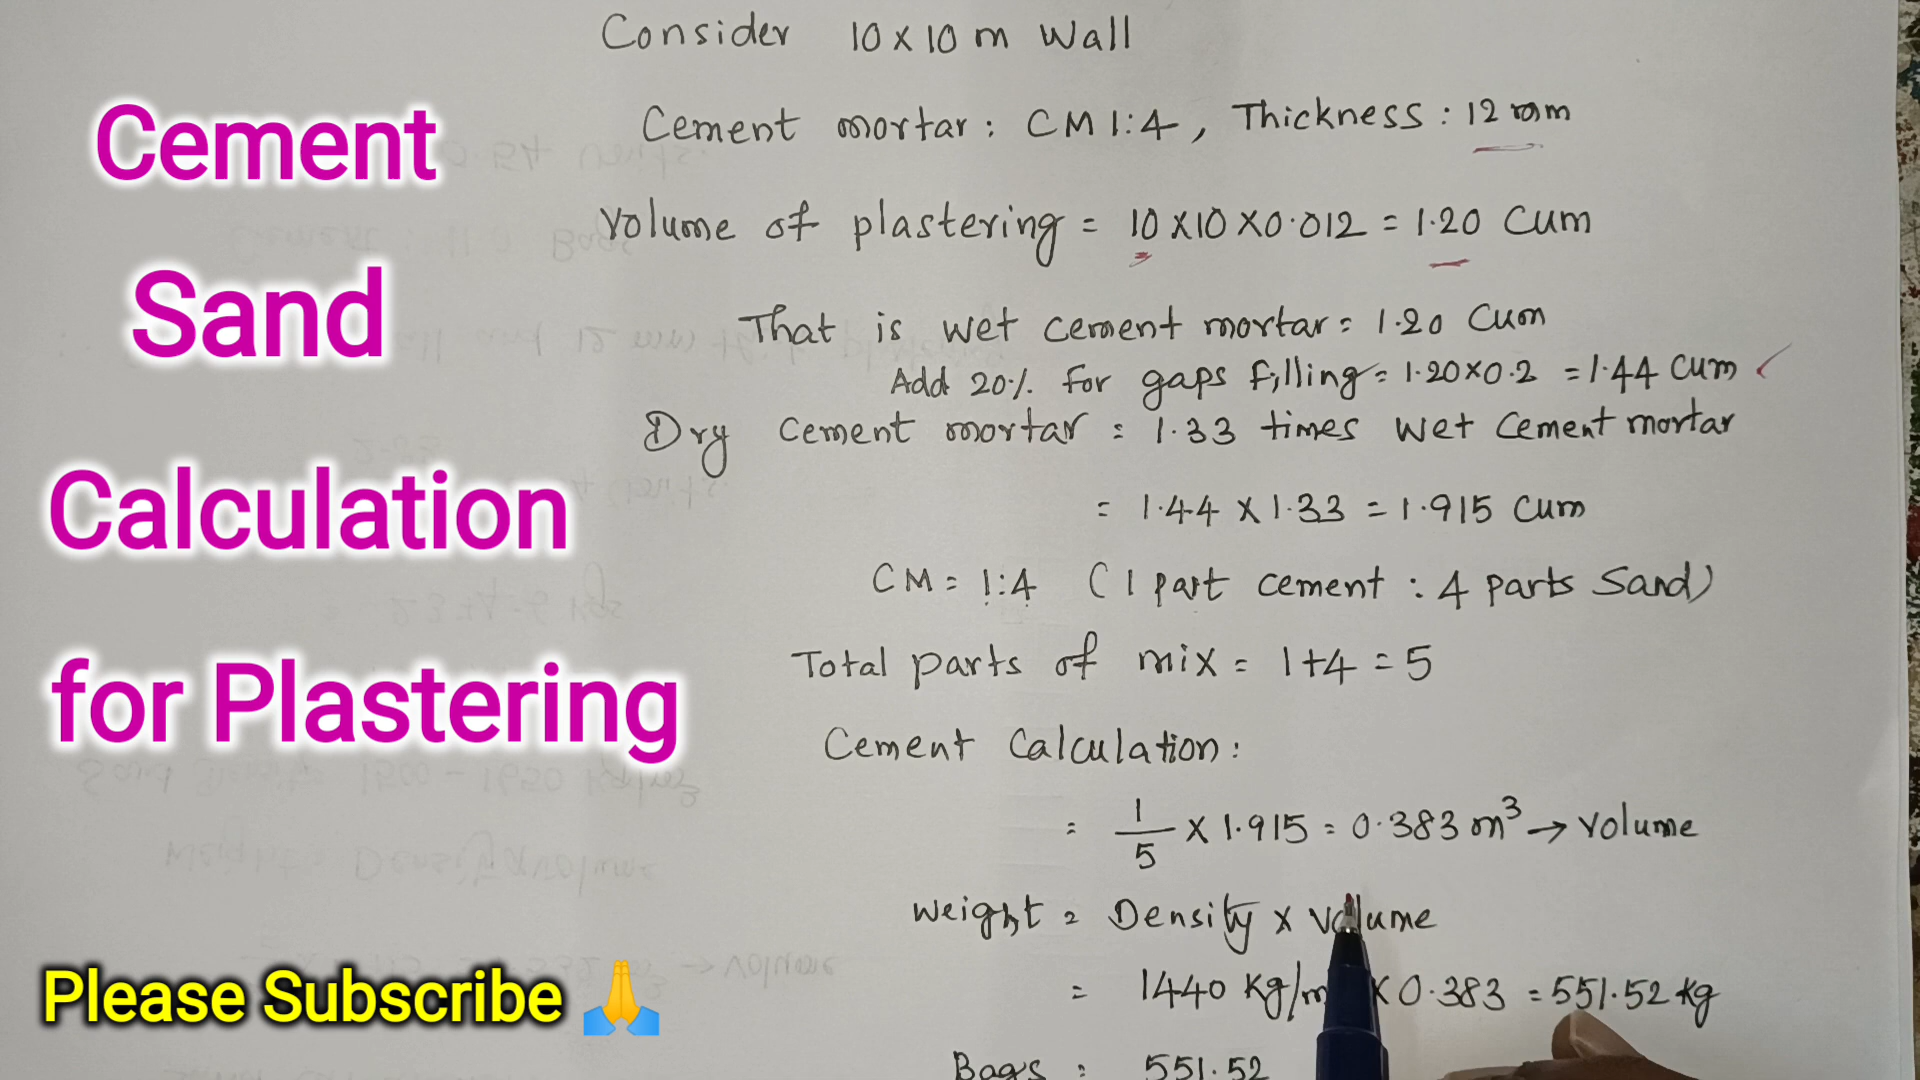 Cement
Sand
Calculation
for Plastering
Please Subscribe 🙏
Consider 10 x 10 m Wall
Cement mortar : CM 1:4 , Thickness : 12 mm
Volume of plastering = 10 x 10 x 0.012 = 1.20 Cum
That is wet cement mortar = 1.20 Cum
Add 20% for gaps filling = 1.20 x 0.2 = 1.44 Cum
Dry cement mortar = 1.33 times wet cement mortar
= 1.44 x 1.33 = 1.915 Cum
CM = 1:4 ( 1 part cement : 4 parts Sand)
Total parts of mix = 1+4 = 5
Cement Calculation :
= 1/5 x 1.915 = 0.383 m³ → volume
Weight = Density x Volume
= 1440 Kg/m x 0.383 = 551.52 Kg
Bags = 551.52